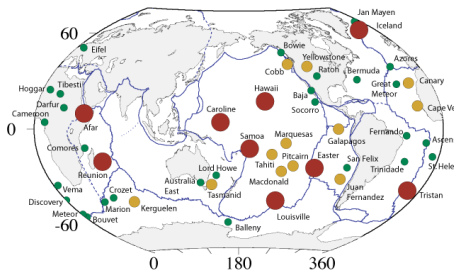 Jan Mayen
Iceland
60
Eifel
Bowie
Yellowstone
Azores
Cobb
Raton
Bermuda
Hoggar
Tibesti
Hawaii
Baja
Great
Meteor
Canary
Darfur
Socorro
Cameroon
Caroline
Cape Ve
0
Afar
Samoa
Marquesas
Galapagos
Fernando
Ascen
Comores
Pitcairn
Easter
San Felix
St. Hele
Reunion
Lord Howe
Tahiti
Trinidade
Verna
Crozet
Australia
East
Tasmanid
Macdonald
Juan
Fernandez
Tristan
Discovery
Marion
Kerguelen
Louisville
Meteor
Bouvet
-60
Balleny
0
180
360